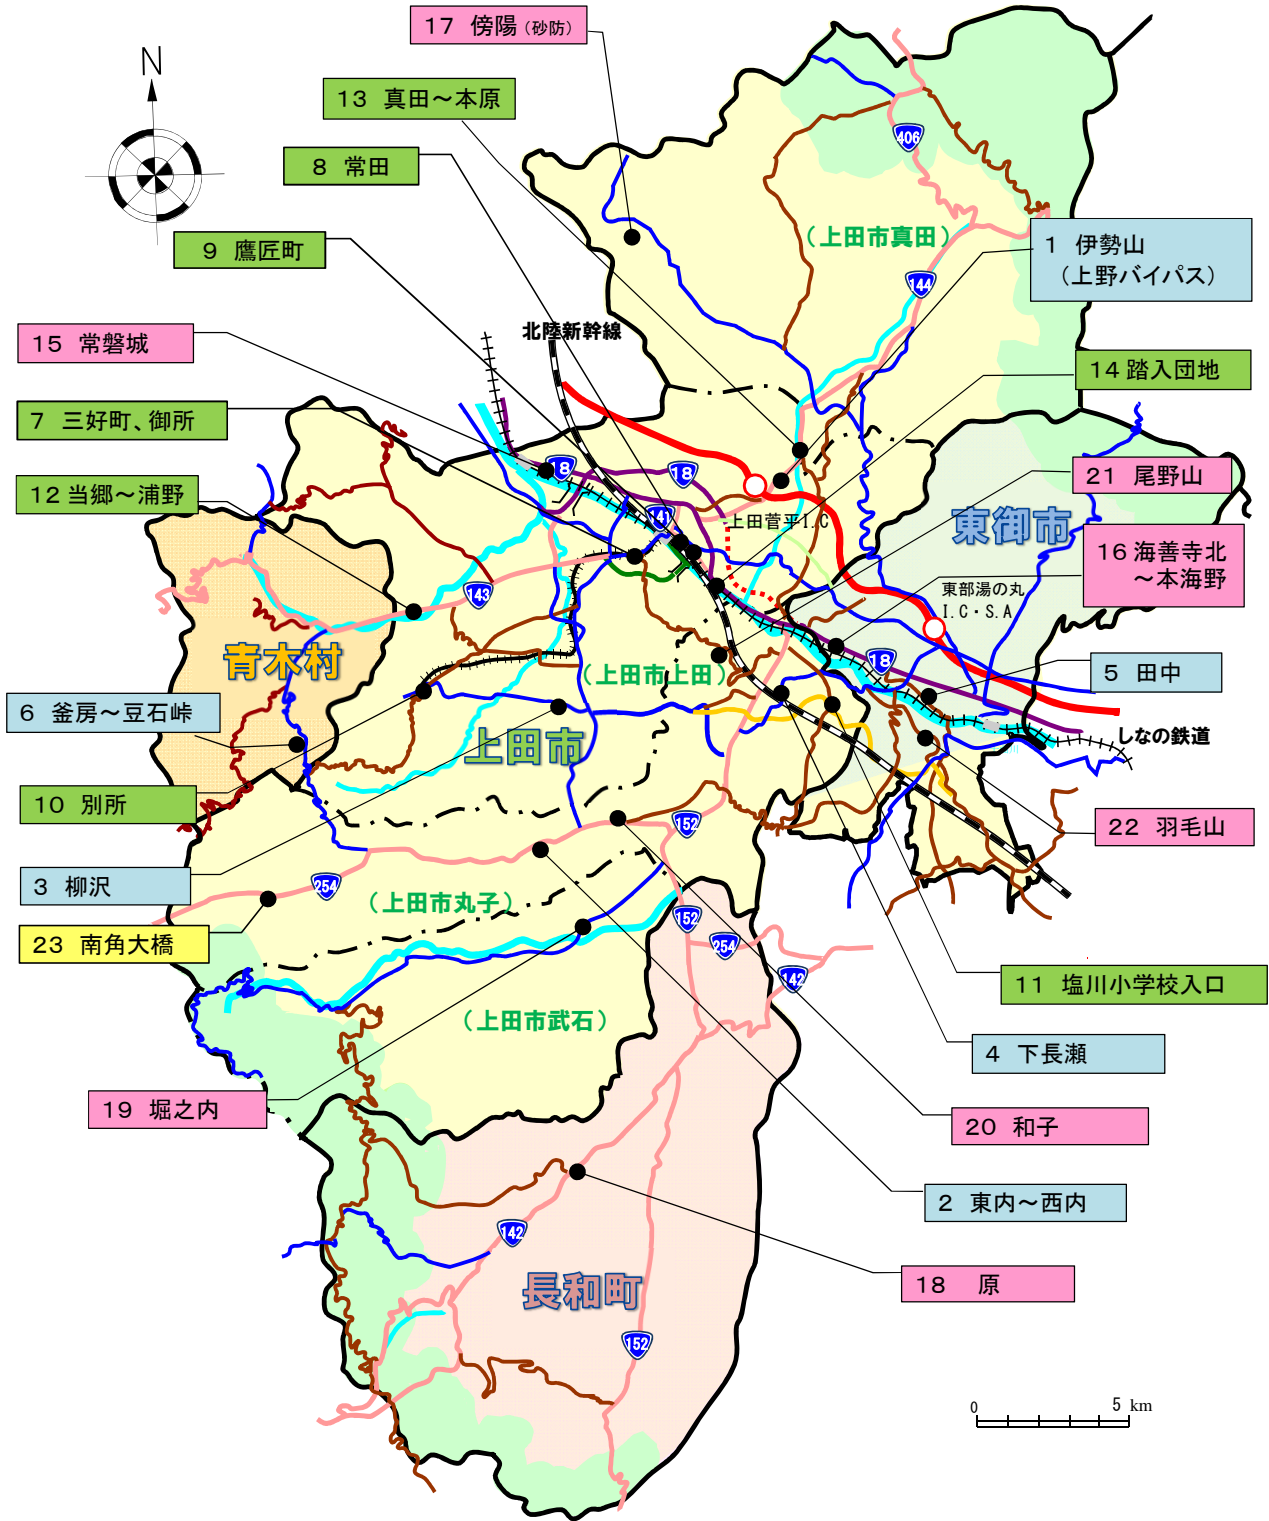 17 傍陽（砂防）
N
13 真田～本原
406
8 常田
（上田市真田）
1 伊勢山
（上野バイパス）
9 鷹匠町
144
北陸新幹線
15 常磐城
14 踏入団地
7 三好町、御所
18
18
21 尾野山
12 当郷～浦野
141
上田菅平I.C
東御市
16 海善寺北
～本海野
143
東部湯の丸
I.C・S.A
青木村
18
（上田市上田）
5 田中
6 釜房～豆石峠
上田市
しなの鉄道
10 別所
152
22 羽毛山
3 柳沢
254
（上田市丸子）
152
23 南角大橋
254
142
11 塩川小学校入口
（上田市武石）
4 下長瀬
19 堀之内
20 和子
2 東内～西内
142
長和町
18 原
152
0 5 km